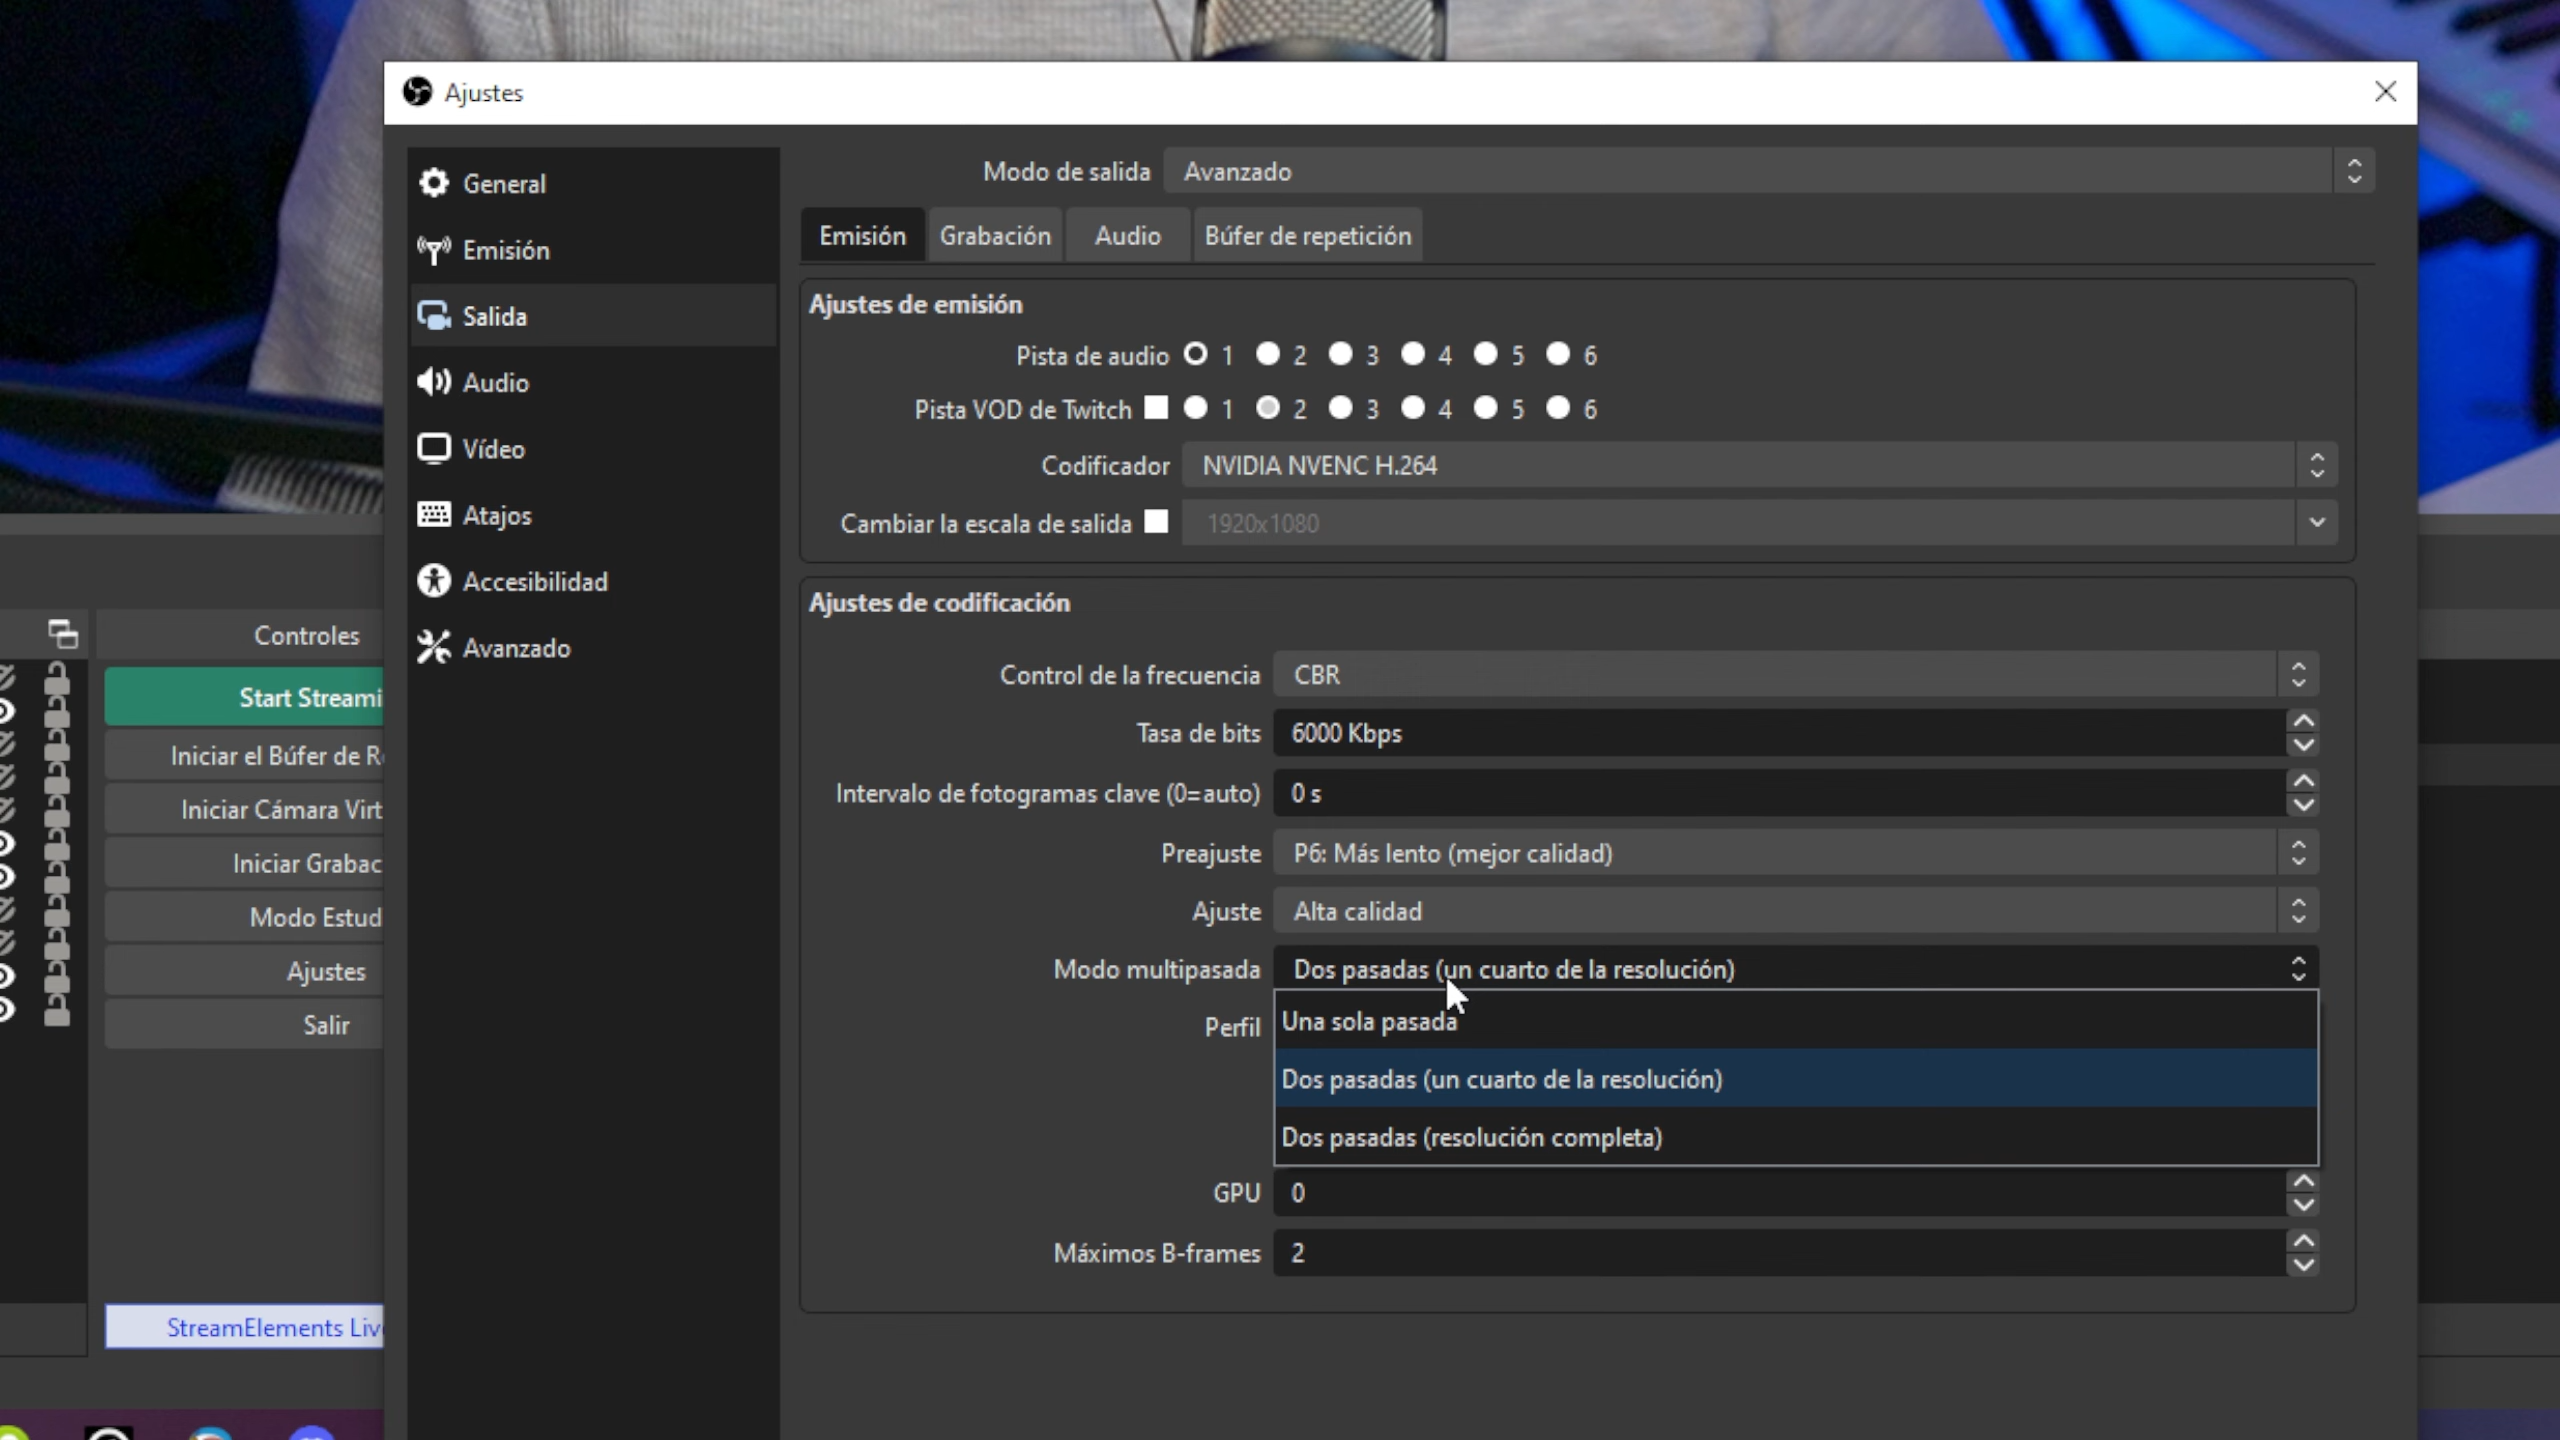 Ajustes
General
Emisión
Salida
Audio
Vídeo
Atajos
Accesibilidad
Avanzado
Modo de salida Avanzado
Emisión Grabación Audio Búfer de repetición
Ajustes de emisión
Pista de audio 1 2 3 4 5 6
Pista VOD de Twitch 1 2 3 4 5 6
Codificador NVIDIA NVENC H.264
Cambiar la escala de salida 1920x1080
Ajustes de codificación
Control de la frecuencia CBR
Tasa de bits 6000 Kbps
Intervalo de fotogramas clave (0=auto) 0 s
Preajuste P6: Más lento (mejor calidad)
Ajuste Alta calidad
Modo multipasada Dos pasadas (un cuarto de la resolución)
Perfil
Una sola pasada
Dos pasadas (un cuarto de la resolución)
Dos pasadas (resolución completa)
GPU 0
Máximos B-frames 2
Controles
Start Streami
Iniciar el Búfer de R
Iniciar Cámara Virt
Iniciar Grabac
Modo Estud
Ajustes
Salir
StreamElements Liv